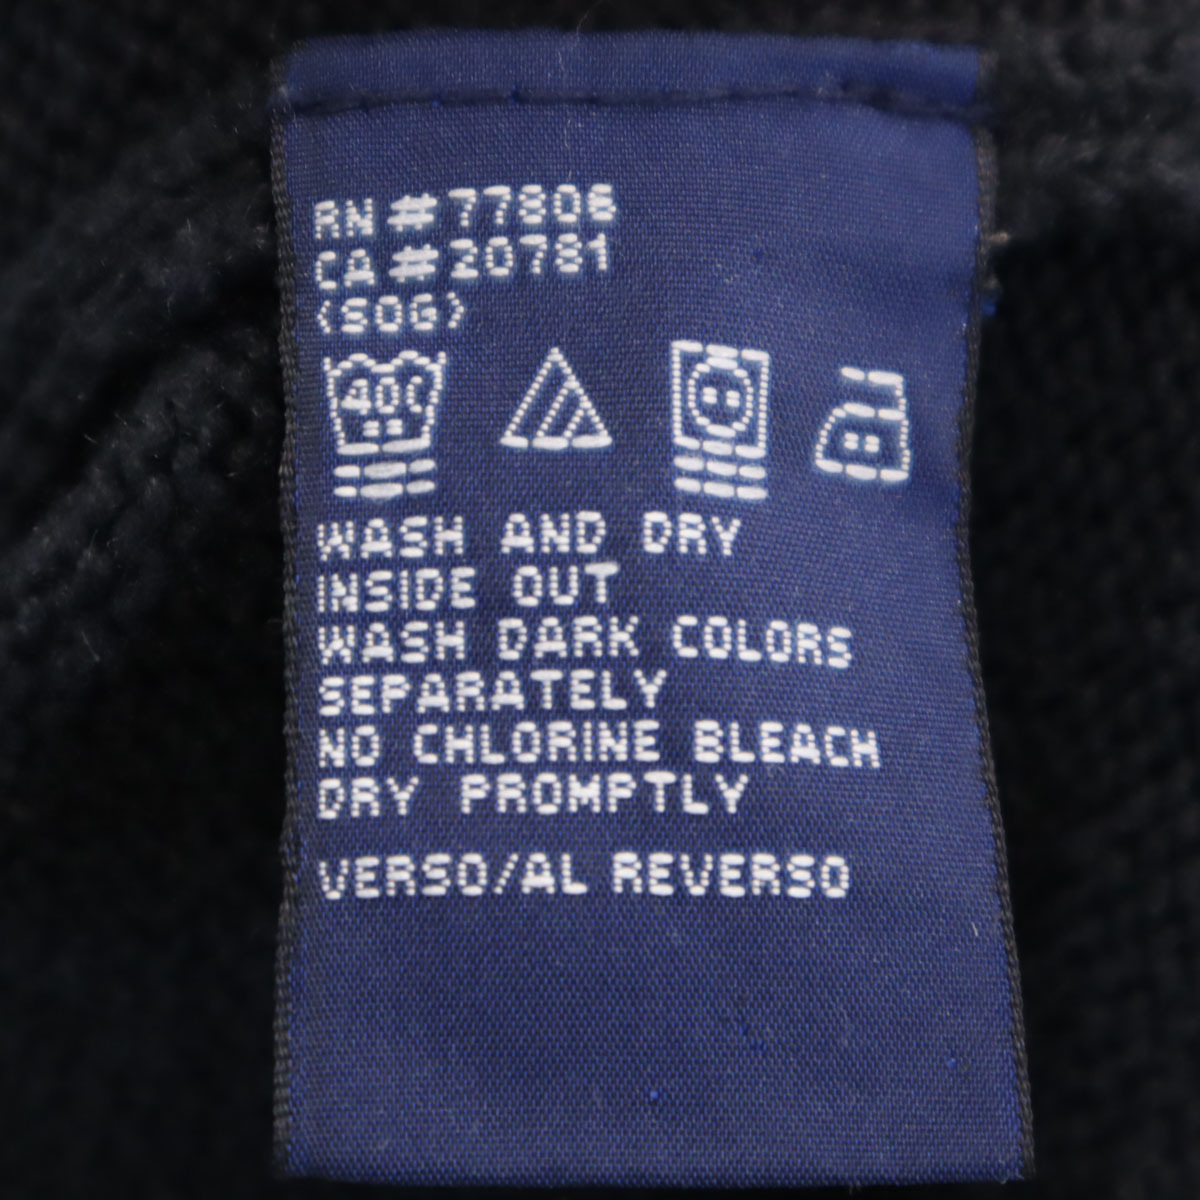 RN #77806
CA #20781
(SOG)
40C
WASH AND DRY
INSIDE OUT
WASH DARK COLORS
SEPARATELY
NO CHLORINE BLEACH
DRY PROMPTLY
VERSO/AL REVERSO